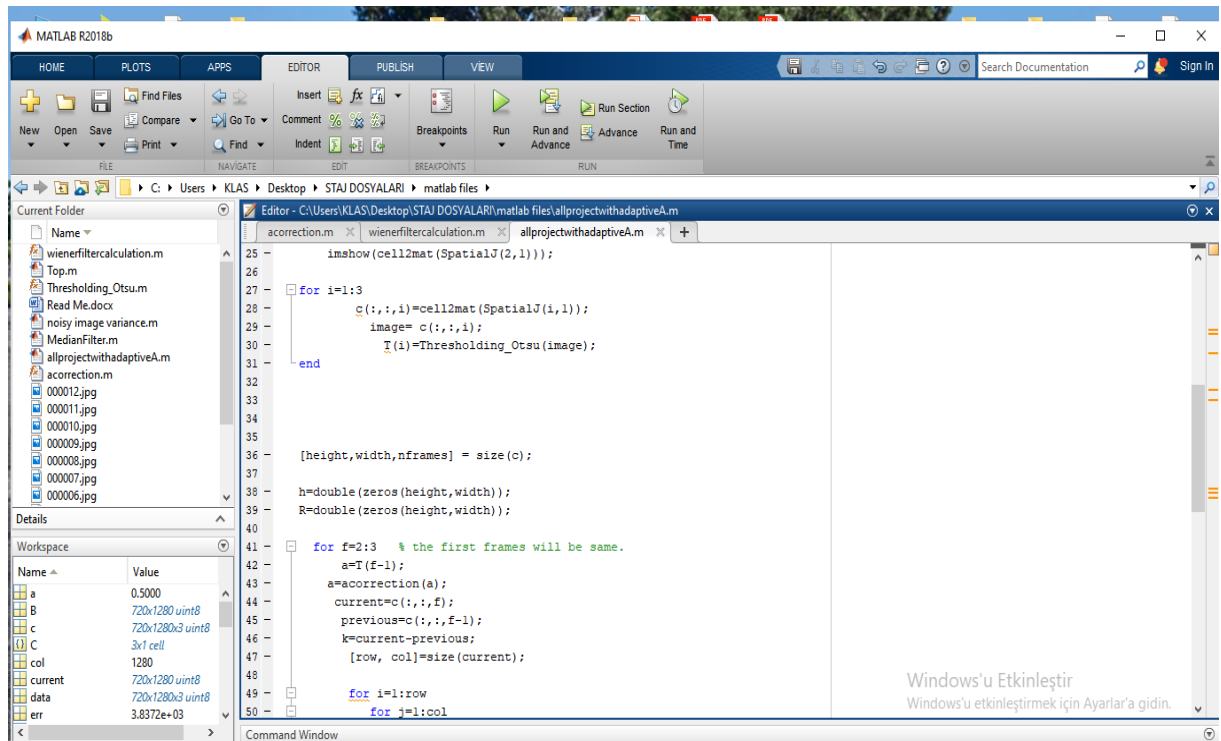 MATLAB R2018b
HOME PLOTS APPS EDİTOR PUBLİSH VİEW Search Documentation Sign In
Find Files Insert fx
Compare Go To Comment Run Section
New Open Save Print Find Indent Breakpoints Run Run and Advance Advance Run and Time
FİLE NAVİGATE EDİT BREAKPOİNTS RUN
C: Users KLAS Desktop STAJ DOSYALARI matlab files
Current Folder
Name
wienerfiltercalculation.m
Top.m
Thresholding_Otsu.m
Read Me.docx
noisy image variance.m
MedianFilter.m
allprojectwithadaptiveA.m
acorrection.m
000012.jpg
000011.jpg
000010.jpg
000009.jpg
000008.jpg
000007.jpg
000006.jpg
Details
Workspace
Name Value
a 0.5000
B 720x1280 uint8
c 720x1280x3 uint8
C 3x1 cell
col 1280
current 720x1280 uint8
data 720x1280x3 uint8
err 3.8372e+03
Editor - C:\Users\KLAS\Desktop\STAJ DOSYALARI\matlab files\allprojectwithadaptiveA.m
acorrection.m wienerfiltercalculation.m allprojectwithadaptiveA.m +
25 - imshow(cell2mat(SpatialJ(2,1)));
26
27 - for i=1:3
28 - c(:,:,i)=cell2mat(SpatialJ(i,1));
29 - image= c(:,:,i);
30 - T(i)=Thresholding_Otsu(image);
31 - end
32
33
34
35
36 - [height,width,nframes] = size(c);
37
38 - h=double(zeros(height,width));
39 - R=double(zeros(height,width));
40
41 - for f=2:3 % the first frames will be same.
42 - a=T(f-1);
43 - a=acorrection(a);
44 - current=c(:,:,f);
45 - previous=c(:,:,f-1);
46 - k=current-previous;
47 - [row, col]=size(current);
48
49 - for i=1:row
50 - for j=1:col
Windows'u Etkinleştir
Windows'u etkinleştirmek için Ayarlar'a gidin.
Command Window